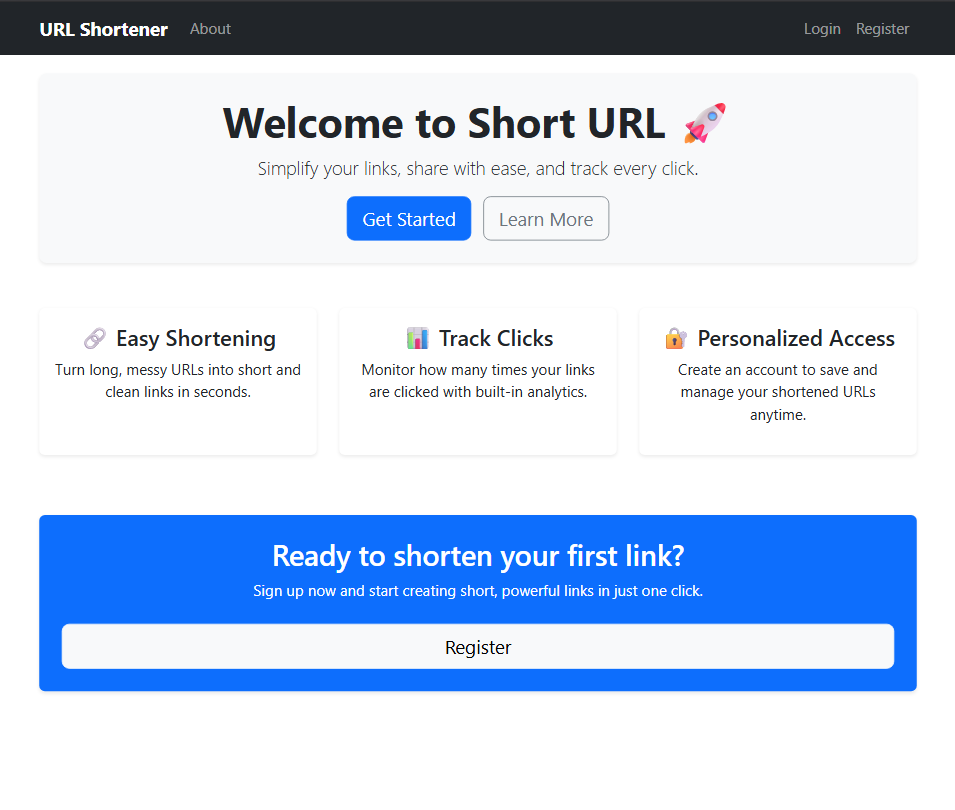 URL Shortener About Login Register
Welcome to Short URL 🚀
Simplify your links, share with ease, and track every click.
Get Started Learn More
🔗 Easy Shortening
Turn long, messy URLs into short and
clean links in seconds.
📊 Track Clicks
Monitor how many times your links
are clicked with built-in analytics.
🔐 Personalized Access
Create an account to save and
manage your shortened URLs
anytime.
Ready to shorten your first link?
Sign up now and start creating short, powerful links in just one click.
Register